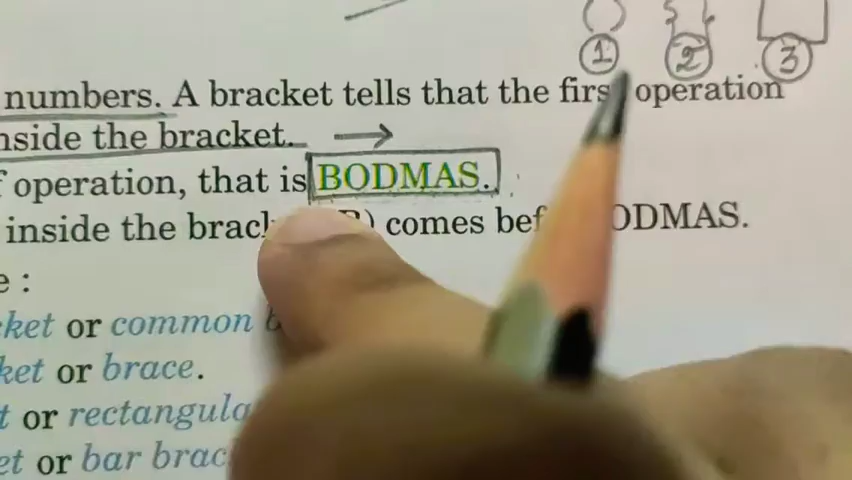 1 2 3
numbers. A bracket tells that the first operation
nside the bracket.
f operation, that is BODMAS.
inside the brack B) comes bef ODMAS.
e :
ket or common b
ket or brace.
t or rectangula
et or bar brac